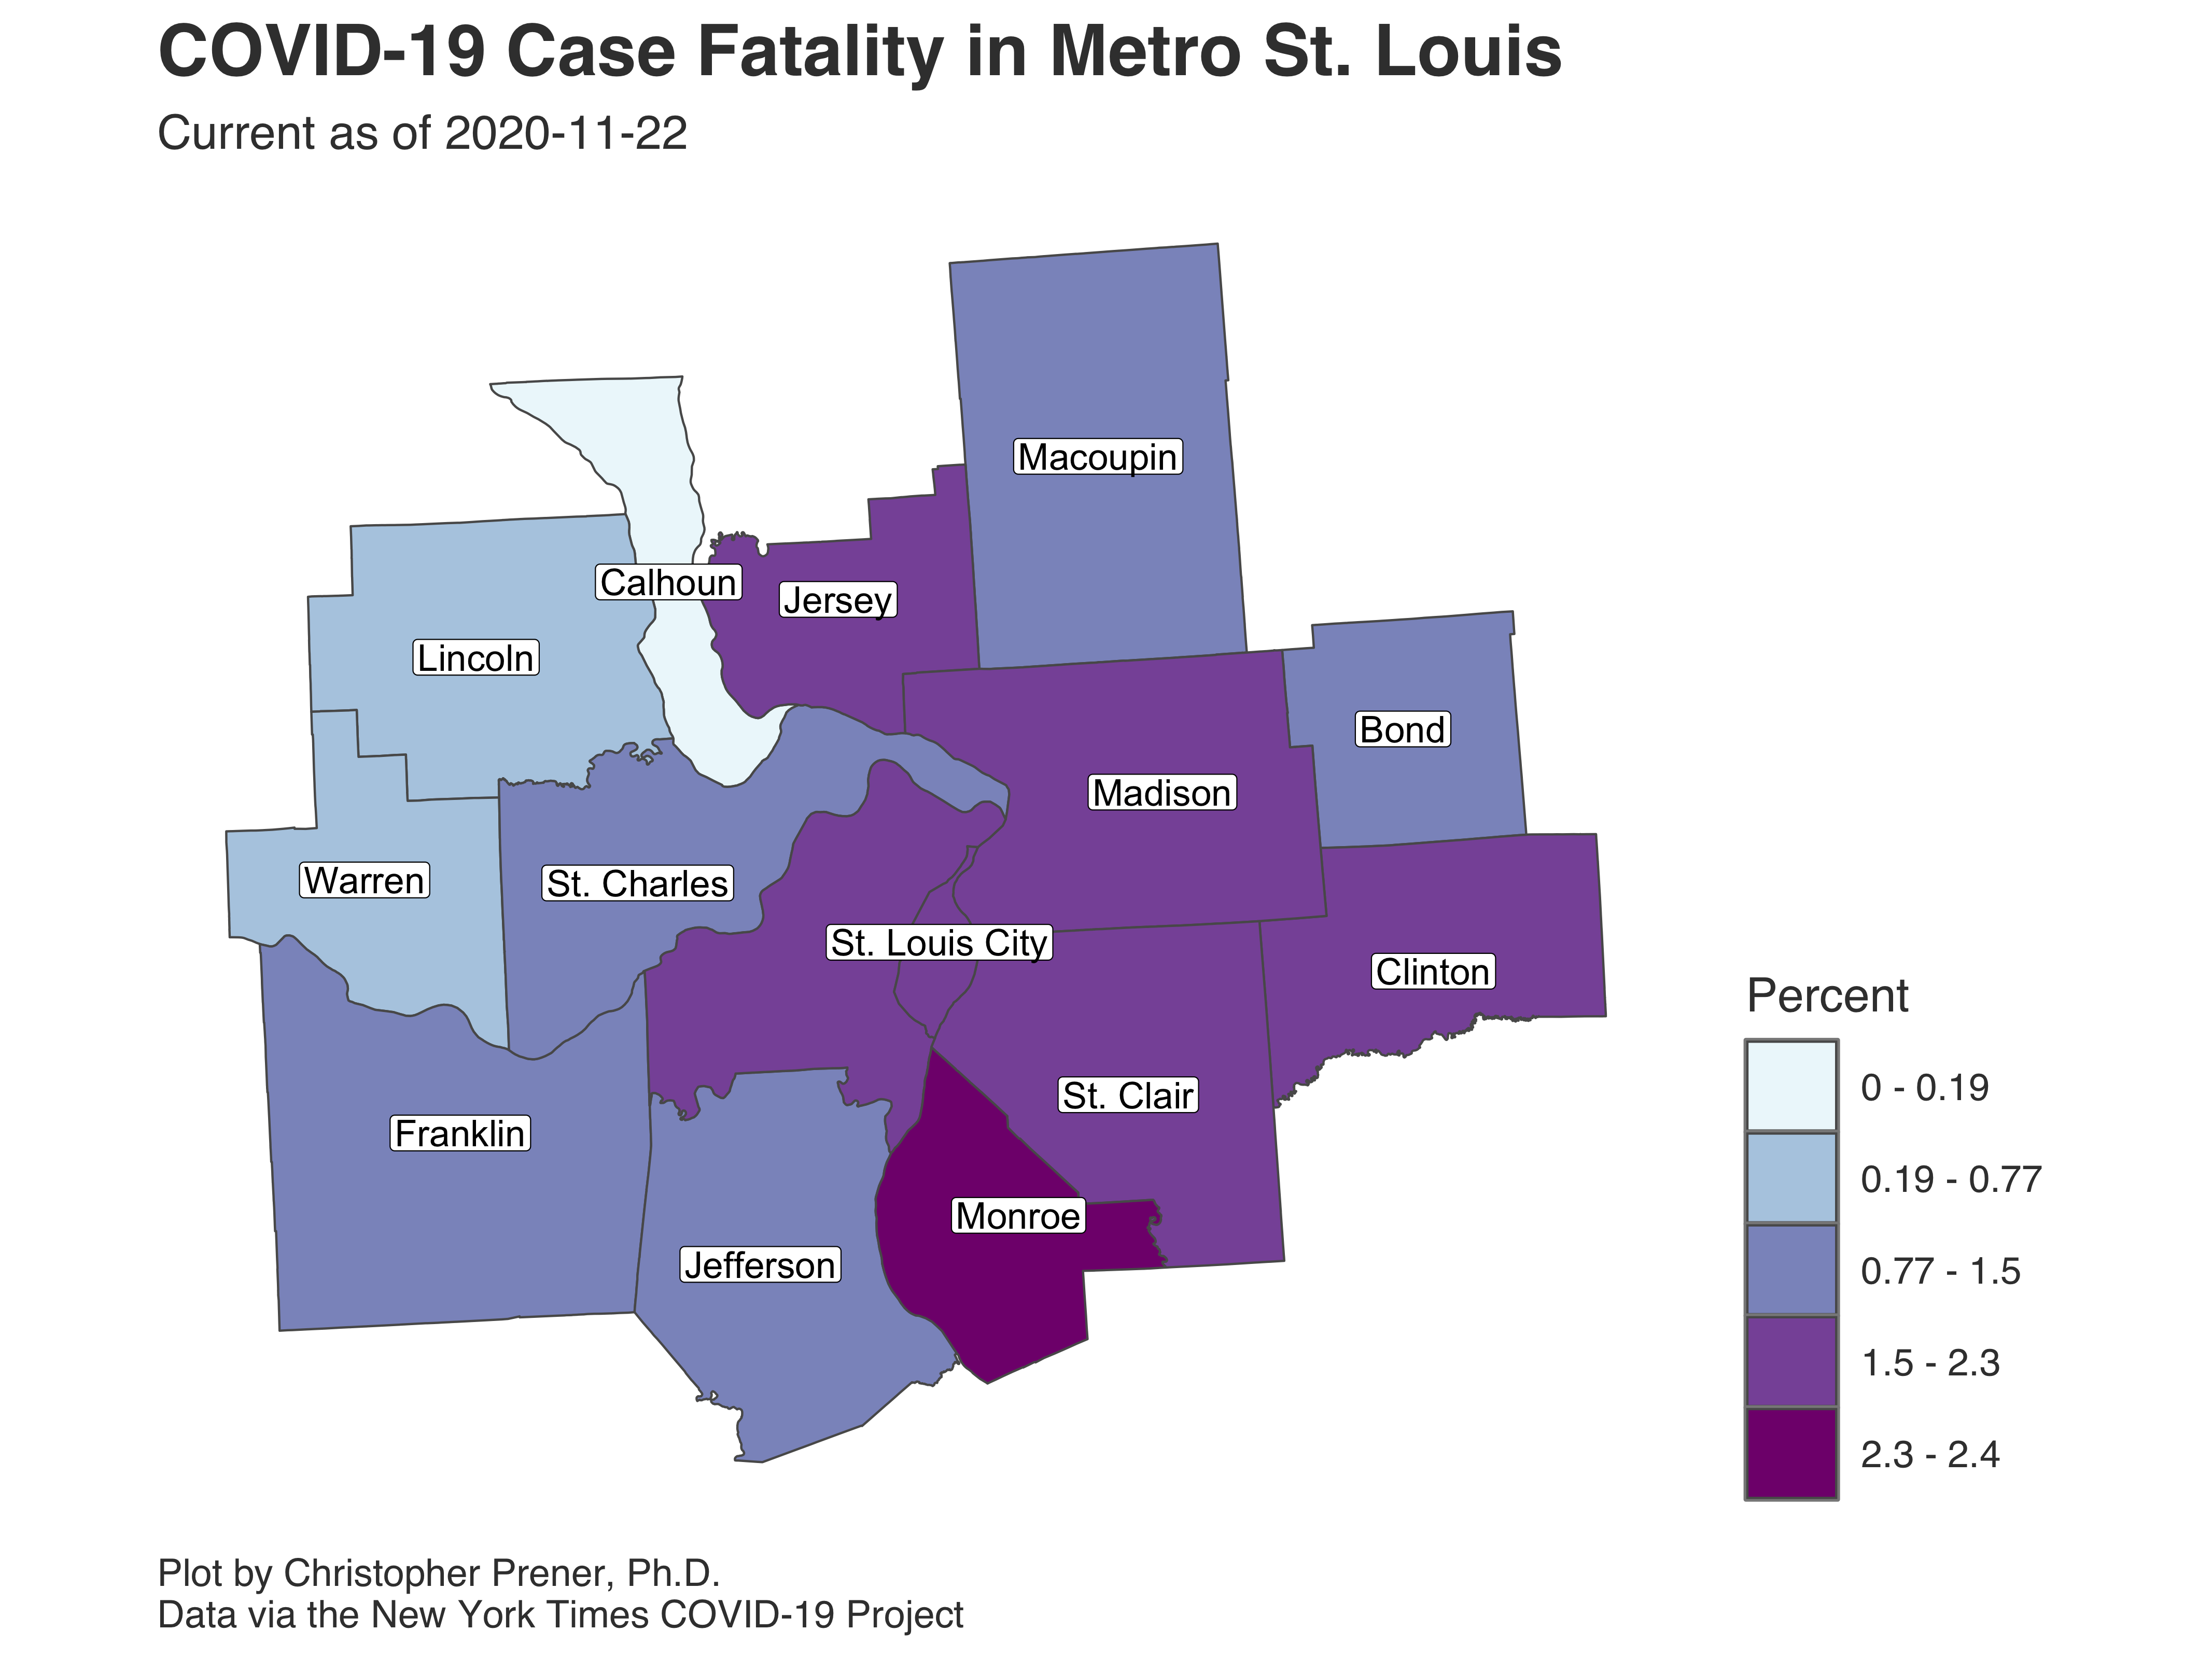 COVID-19 Case Fatality in Metro St. Louis
Current as of 2020-11-22
Macoupin
Calhoun
Jersey
Lincoln
Bond
Madison
Warren
St. Charles
St. Louis City
Clinton
St. Clair
Franklin
Monroe
Jefferson
Percent
0 - 0.19
0.19 - 0.77
0.77 - 1.5
1.5 - 2.3
2.3 - 2.4
Plot by Christopher Prener, Ph.D.
Data via the New York Times COVID-19 Project